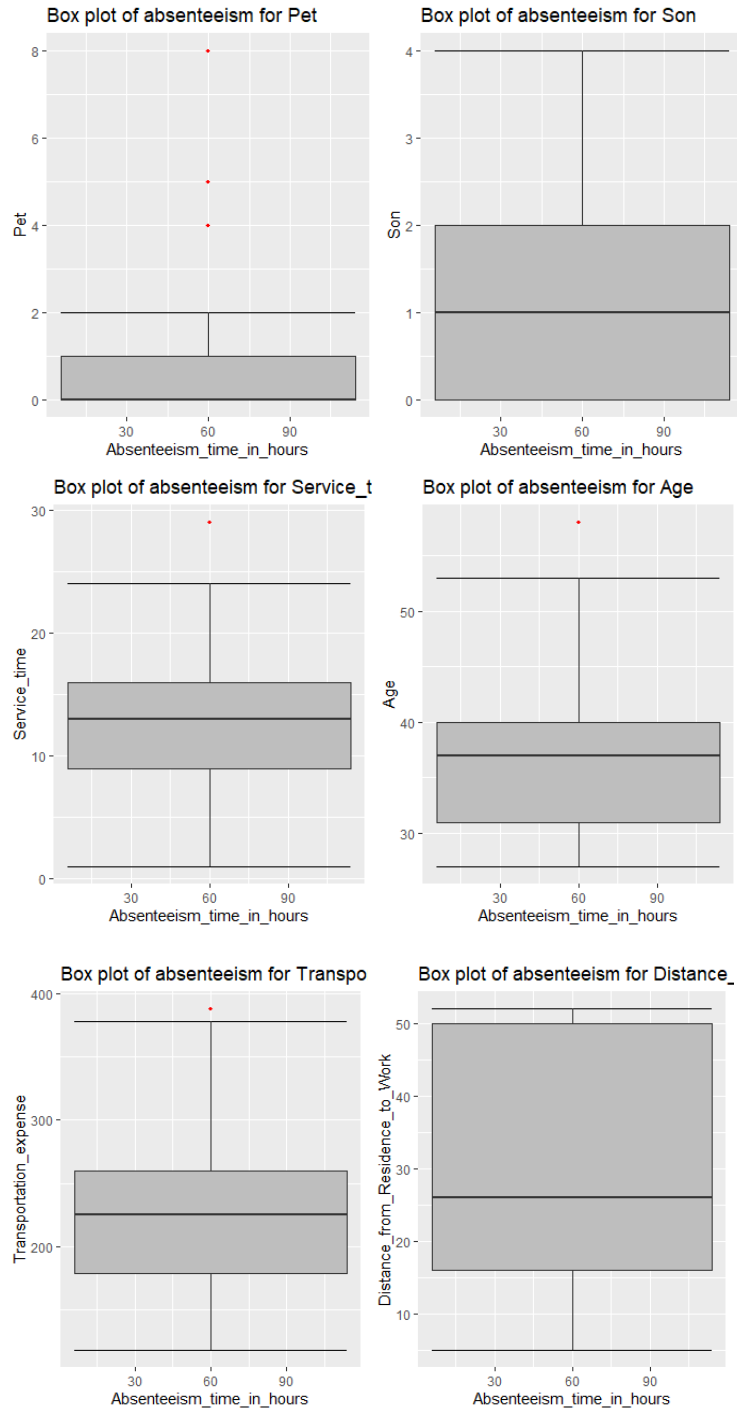 Box plot of absenteeism for Pet
8
6
4
2
0
Pet
30 60 90
Absenteeism_time_in_hours
Box plot of absenteeism for Son
4
3
2
1
0
Son
30 60 90
Absenteeism_time_in_hours
Box plot of absenteeism for Service_t
30
20
10
0
Service_time
30 60 90
Absenteeism_time_in_hours
Box plot of absenteeism for Age
50
40
30
Age
30 60 90
Absenteeism_time_in_hours
Box plot of absenteeism for Transpo
400
300
200
Transportation_expense
30 60 90
Absenteeism_time_in_hours
Box plot of absenteeism for Distance_
50
40
30
20
10
Distance_from_Residence_to_Work
30 60 90
Absenteeism_time_in_hours